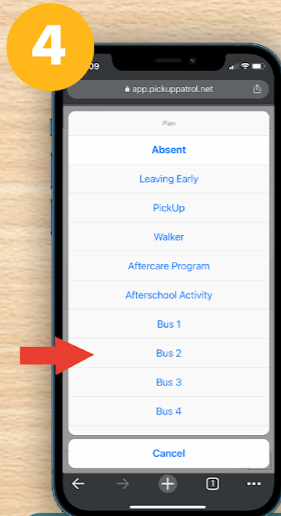 4
09
app.pickuppatrol.net
Plan
Absent
Leaving Early
PickUp
Walker
Aftercare Program
Afterschool Activity
Bus 1
Bus 2
Bus 3
Bus 4
Cancel
1